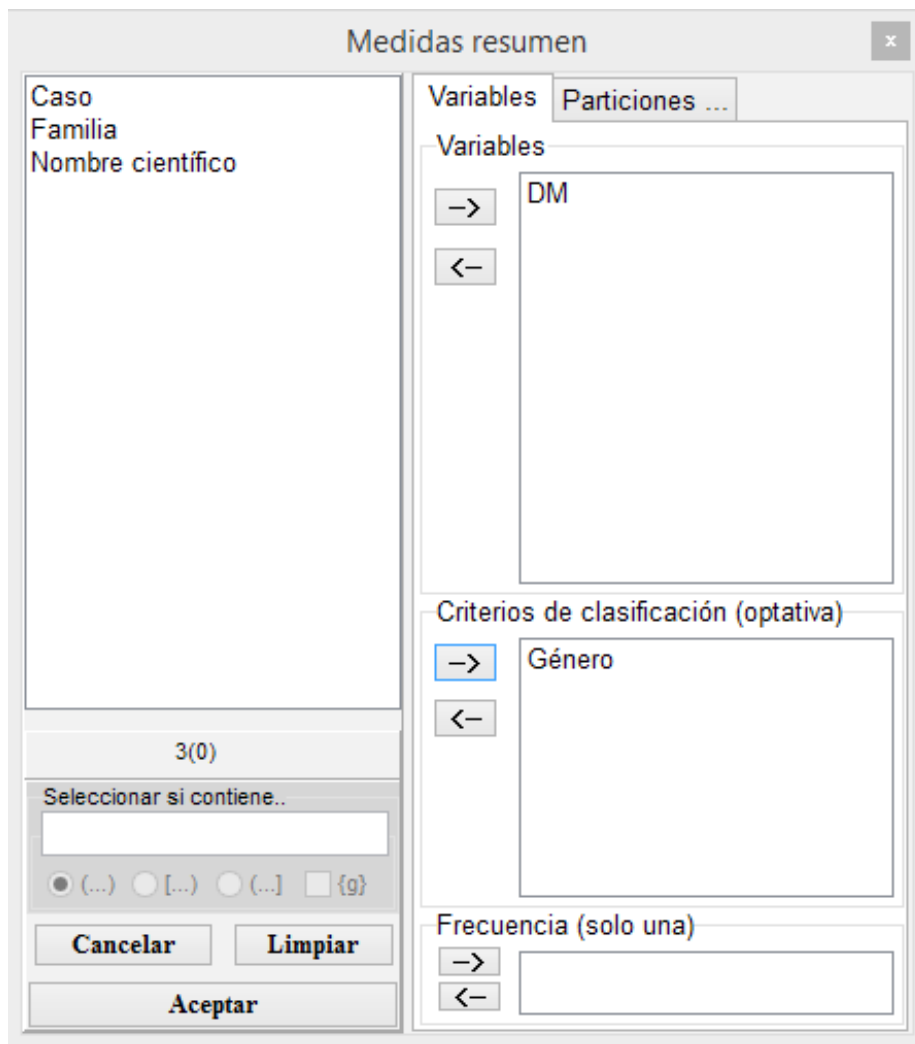 Medidas resumen
x
Caso
Familia
Nombre científico
3(0)
Seleccionar si contiene..
(...) [...) (...] {g}
Cancelar Limpiar
Aceptar
Variables Particiones ...
Variables
–>
<–
DM
Criterios de clasificación (optativa)
–>
<–
Género
Frecuencia (solo una)
–>
<–